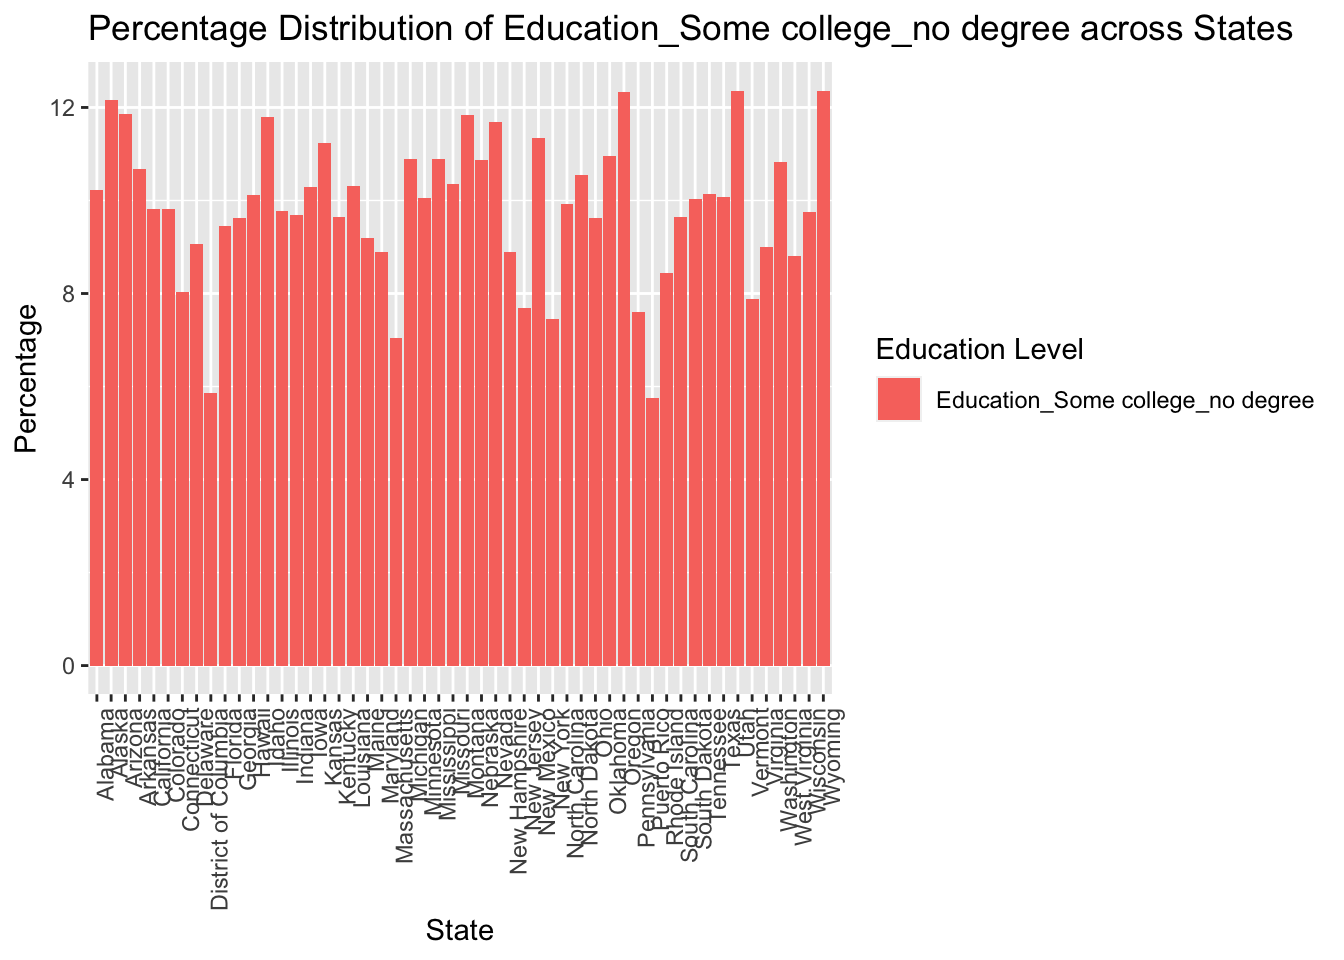 Percentage Distribution of Education_Some college_no degree across States
Percentage
12
8
4
0
Alabama
Alaska
Arizona
Arkansas
California
Colorado
Connecticut
Delaware
District of Columbia
Florida
Georgia
Hawaii
Idaho
Illinois
Indiana
Iowa
Kansas
Kentucky
Louisiana
Maine
Maryland
Massachusetts
Michigan
Minnesota
Mississippi
Missouri
Montana
Nebraska
Nevada
New Hampshire
New Jersey
New Mexico
New York
North Carolina
North Dakota
Ohio
Oklahoma
Oregon
Pennsylvania
Puerto Rico
Rhode Island
South Carolina
South Dakota
Tennessee
Texas
Utah
Vermont
Virginia
Washington
West Virginia
Wisconsin
Wyoming
State
Education Level
Education_Some college_no degree